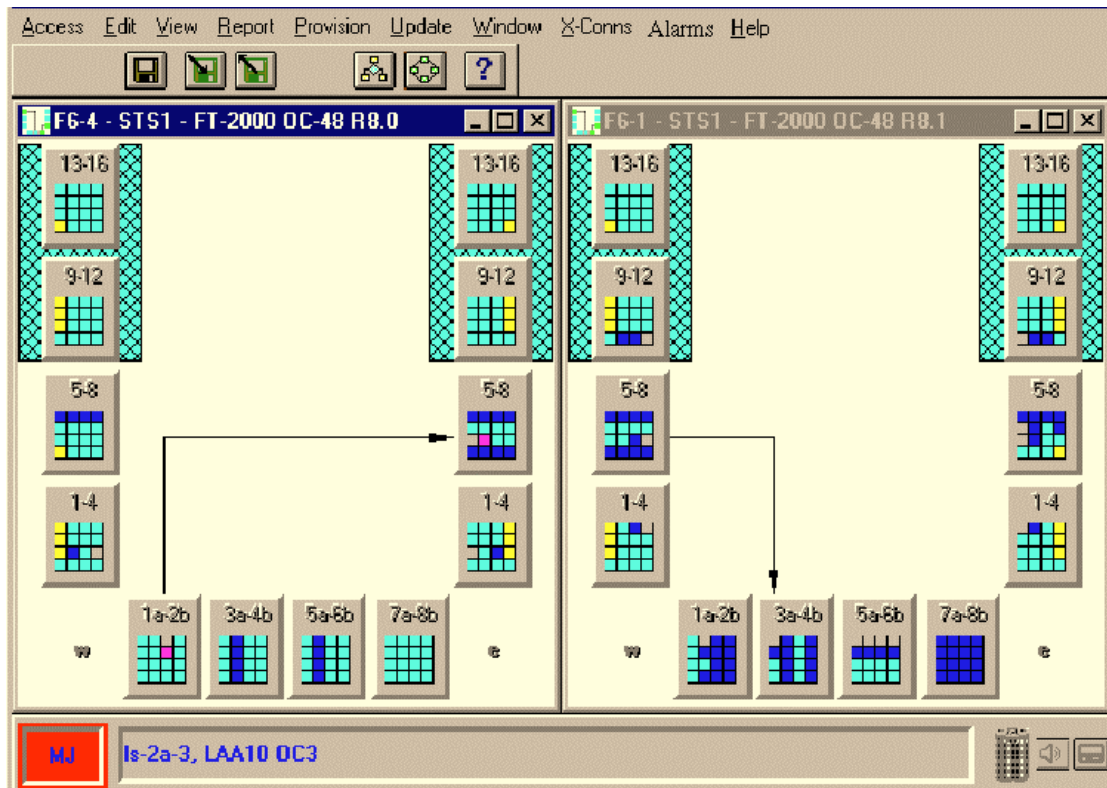 Access Edit View Report Provision Update Window X-Conns Alarms Help
?
F6-4 - STS1 - FT-2000 OC-48 R8.0
13-16 13-16
9-12 9-12
5-8 5-8
1-4 1-4
w 1a-2b 3a-4b 5a-6b 7a-8b e
F6-1 - STS1 - FT-2000 OC-48 R8.1
13-16 13-16
9-12 9-12
5-8 5-8
1-4 1-4
w 1a-2b 3a-4b 5a-6b 7a-8b e
MJ ls-2a-3, LAA10 OC3